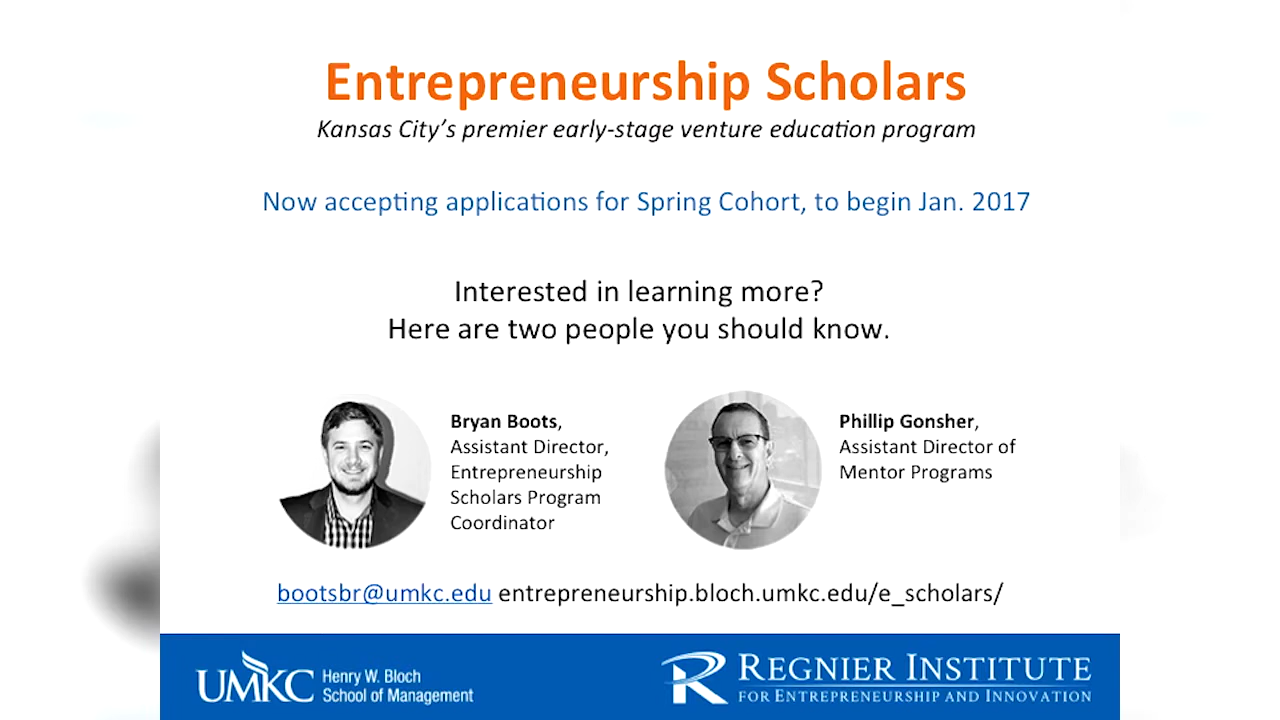 Entrepreneurship Scholars
Kansas City's premier early-stage venture education program
Now accepting applications for Spring Cohort, to begin Jan. 2017
Interested in learning more?
Here are two people you should know.
Bryan Boots,
Assistant Director,
Entrepreneurship
Scholars Program
Coordinator
Phillip Gonsher,
Assistant Director of
Mentor Programs
bootsbr@umkc.edu entrepreneurship.bloch.umkc.edu/e_scholars/
UMKC
Henry W. Bloch
School of Management
REGNIER INSTITUTE
FOR ENTREPRENEURSHIP AND INNOVATION